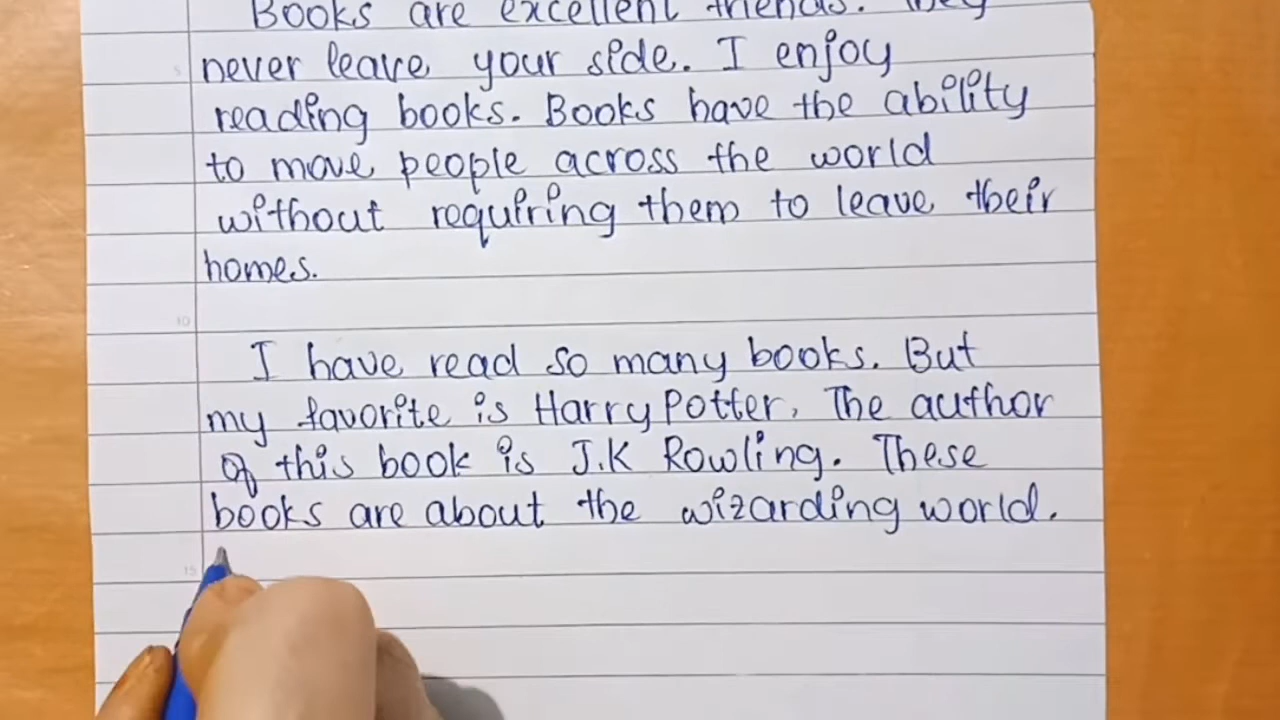 Books are excellent friends. They
never leave your side. I enjoy
reading books. Books have the ability
to move people across the world
without requiring them to leave their
homes.
I have read so many books. But
my favorite is Harry Potter. The author
of this book is J.K Rowling. These
books are about the wizarding world.